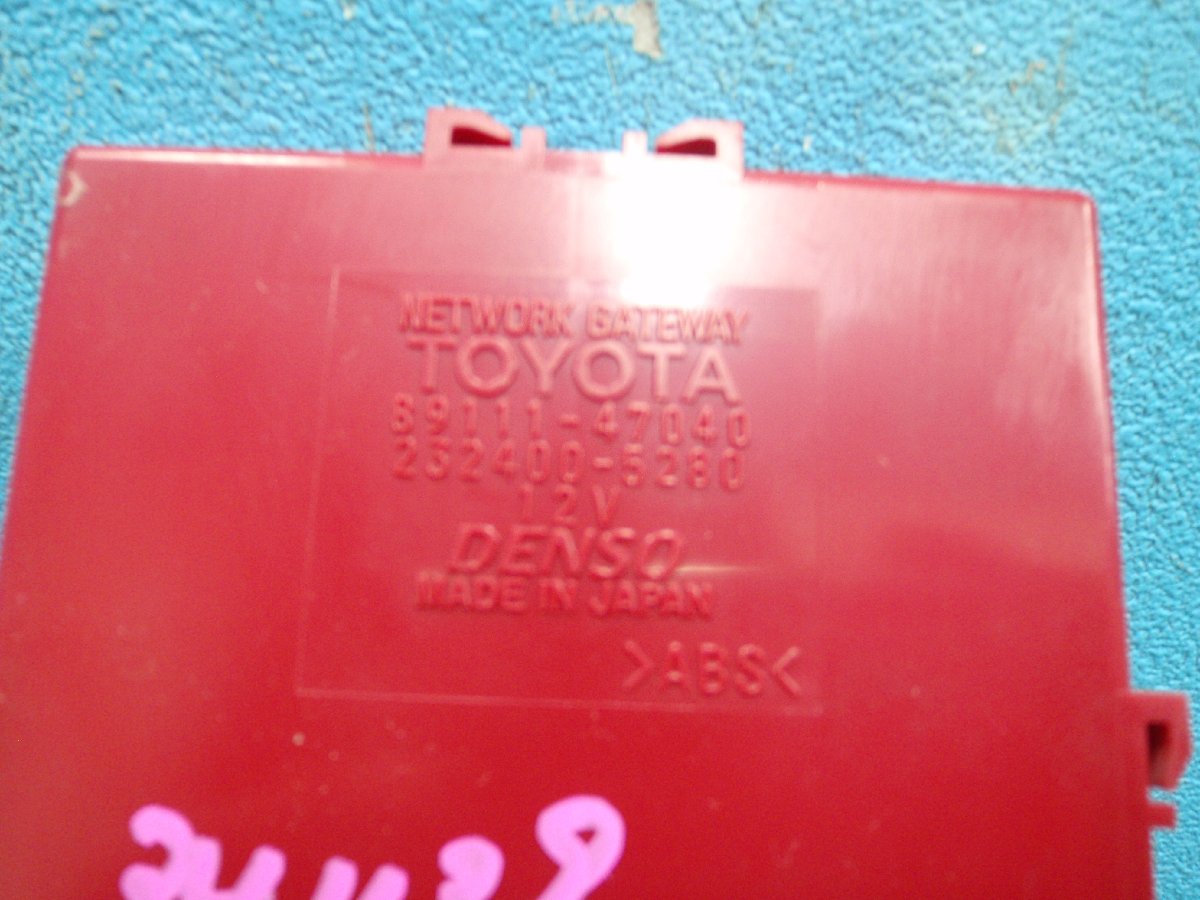 NETWORK GATEWAY
TOYOTA
89111-47040
232400-5280
12V
DENSO
MADE IN JAPAN
>ABS<